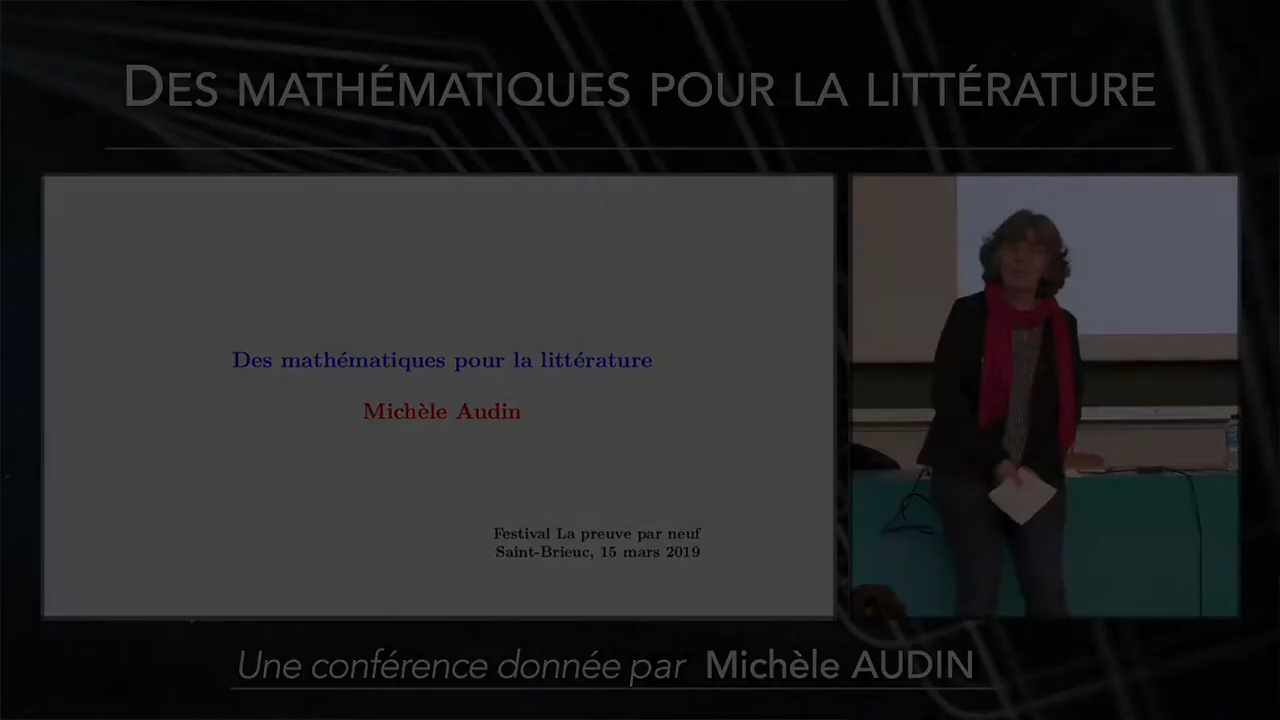 DES MATHÉMATIQUES POUR LA LITTÉRATURE
Des mathématiques pour la littérature
Michèle Audin
Festival La preuve par neuf
Saint-Brieuc, 15 mars 2019
Une conférence donnée par Michèle AUDIN